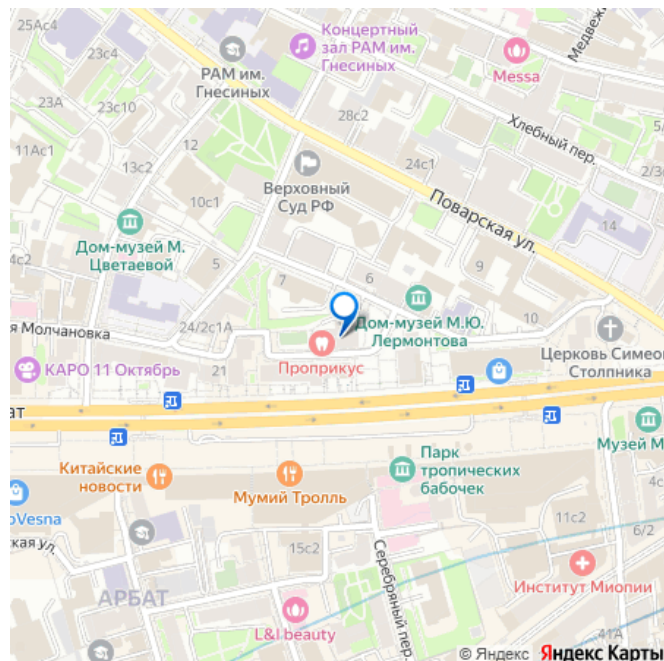 25Ас4
Концертный
зал РАМ им.
Гнесиных
Медвеж
РАМ им.
Гнесиных
Messa
23А
23с10
28с2
Хлебный пер.
5/
11Ас1
12
13с2
24с1
2/3
Верховный
Суд РФ
10с1
Поварская ул.
14
Дом-музей М.
Цветаевой
4с2
5
7
6
9
10
я Молчановка
24/2с1А
Дом-музей М.Ю.
Лермонтова
Проприкус
Церковь Симеон
Столпника
КАРО 11 Октябрь
21
ат
Музей М
Китайские
новости
Мумий Тролль
Парк
тропических
бабочек
4с
oVesna
11с2
6/2
ская ул.
15с2
Серебряный пер.
Институт Миопии
АРБАТ
L&I beauty
41А
© Яндекс Яндекс Карты